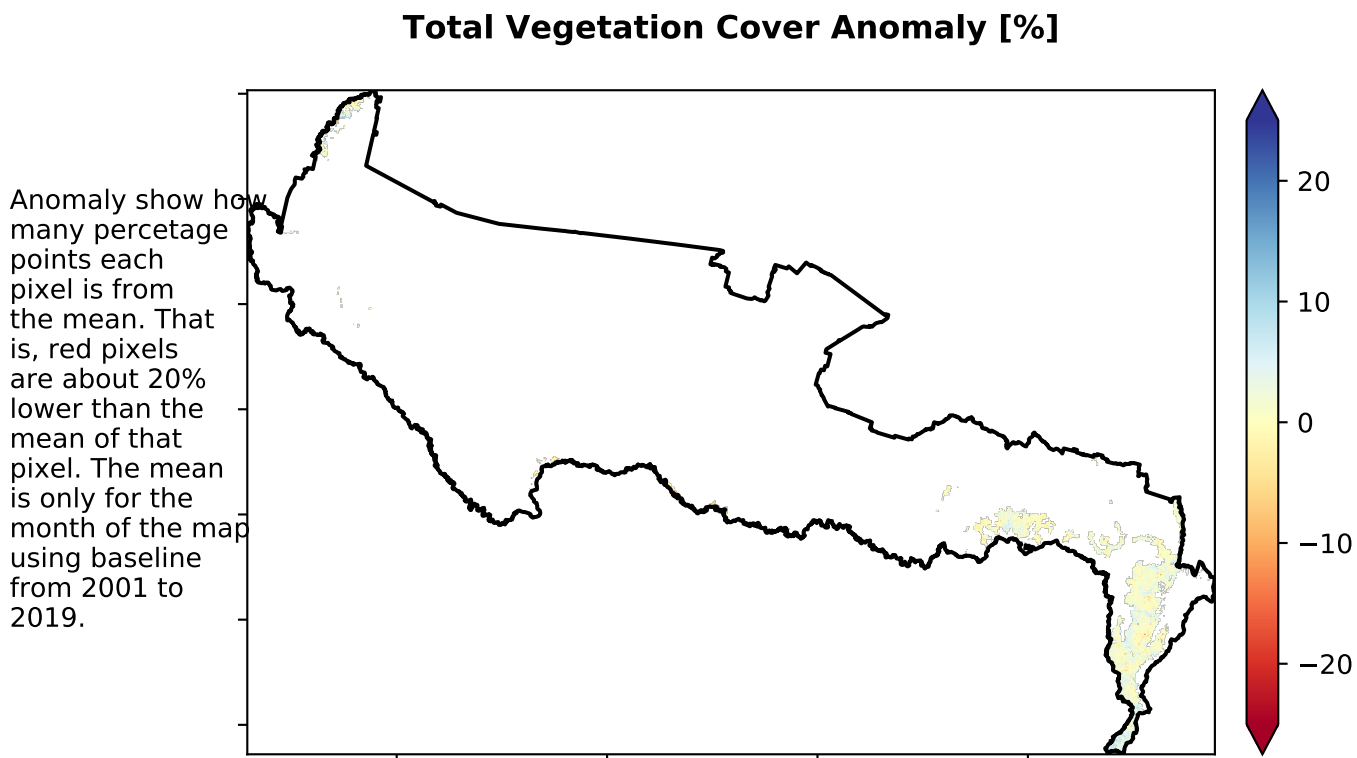 Total Vegetation Cover Anomaly [%]
Anomaly show how
many percetage
points each
pixel is from
the mean. That
is, red pixels
are about 20%
lower than the
mean of that
pixel. The mean
is only for the
month of the map
using baseline
from 2001 to
2019.
20
10
0
−10
−20